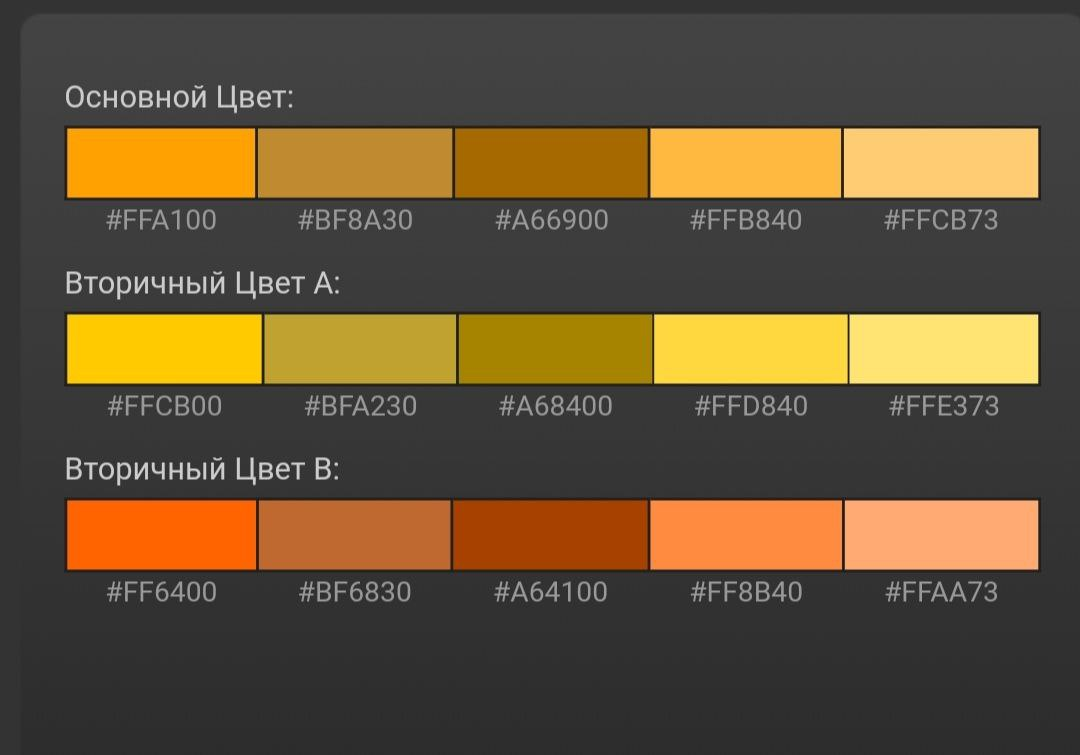 Основной Цвет:
#FFA100 #BF8A30 #A66900 #FFB840 #FFCB73
Вторичный Цвет A:
#FFCB00 #BFA230 #A68400 #FFD840 #FFE373
Вторичный Цвет B:
#FF6400 #BF6830 #A64100 #FF8B40 #FFAA73